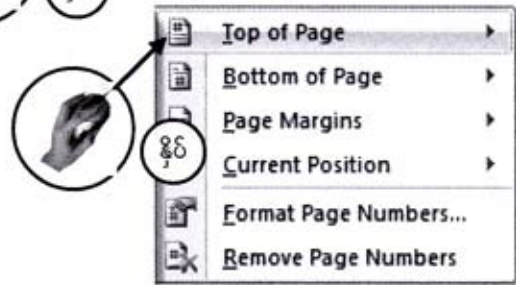 Top of Page
Bottom of Page
Page Margins
Current Position
Format Page Numbers...
Remove Page Numbers